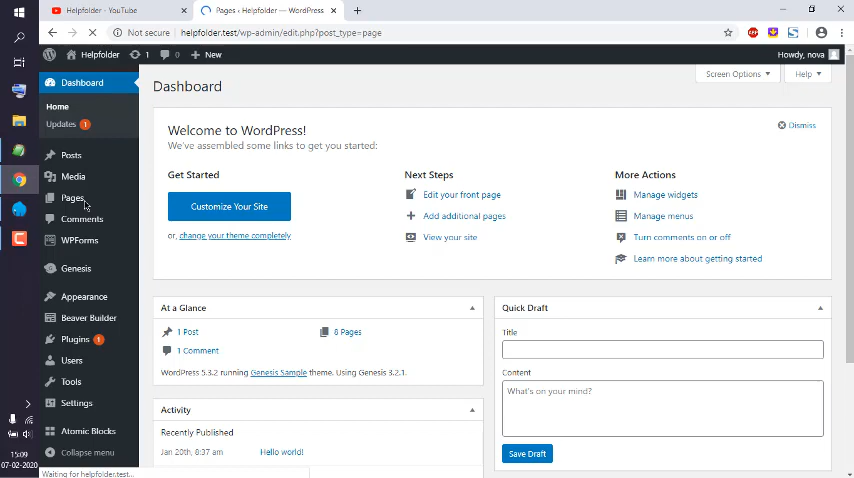 Helpfolder - YouTube
Pages ‹ Helpfolder — WordPress
Not secure helpfolder.test/wp-admin/edit.php?post_type=page
Helpfolder 1 0 New
Howdy, nova
Dashboard
Screen Options
Help
Dashboard
Home
Updates 1
Posts
Media
Pages
Comments
WPForms
Genesis
Appearance
Beaver Builder
Plugins 1
Users
Tools
Settings
Atomic Blocks
Collapse menu
Welcome to WordPress!
Dismiss
We've assembled some links to get you started:
Get Started
Customize Your Site
or, change your theme completely
Next Steps
Edit your front page
Add additional pages
View your site
More Actions
Manage widgets
Manage menus
Turn comments on or off
Learn more about getting started
At a Glance
1 Post
8 Pages
1 Comment
WordPress 5.3.2 running Genesis Sample theme. Using Genesis 3.2.1.
Activity
Recently Published
Jan 20th, 8:37 am Hello world!
Quick Draft
Title
Content
What's on your mind?
Save Draft
15:09
07-02-2020
Waiting for helpfolder.test...